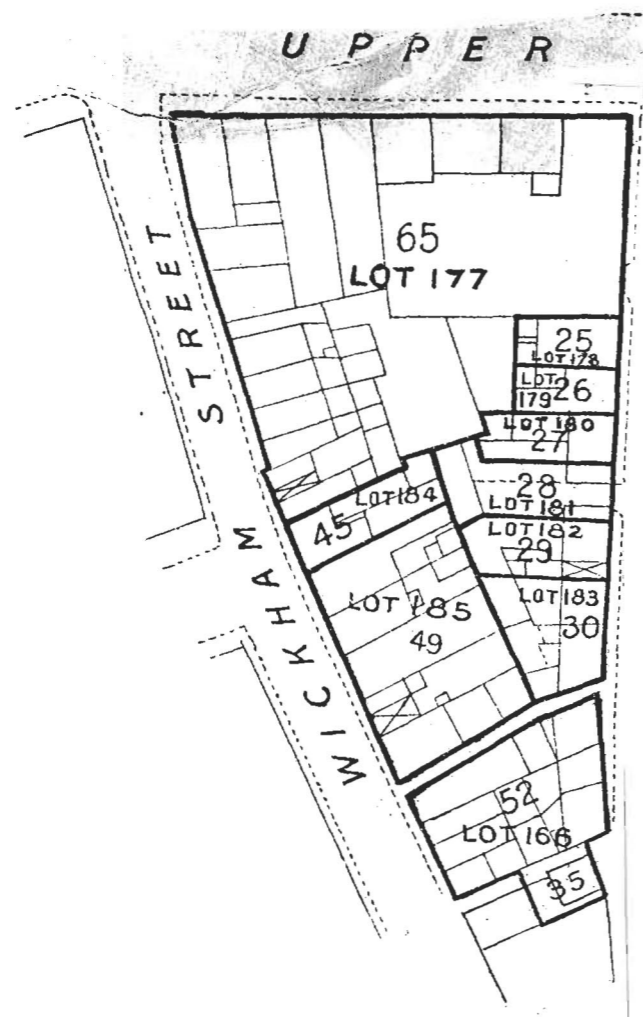 UPPER
WICKHAM STREET
65
LOT 177
25
LOT 178
LOT 26
179
LOT 180
27
28
LOT 181
LOT 182
29
LOT 183
30
LOT 184
45
LOT 185
49
52
LOT 166
35